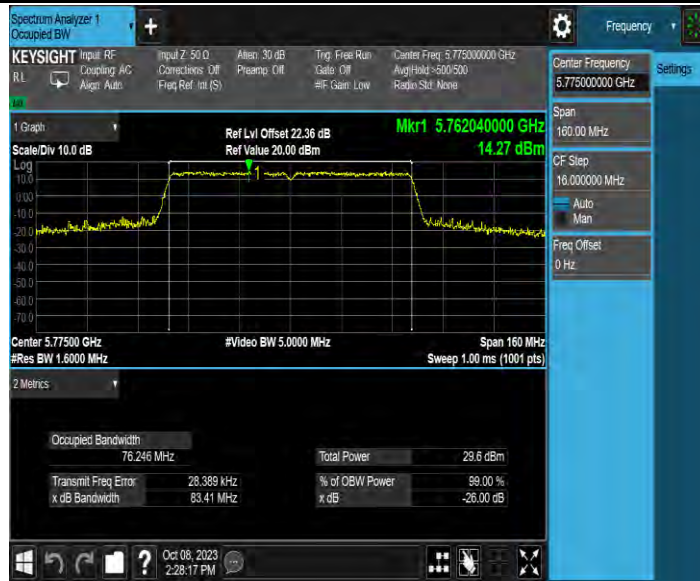 Spectrum Analyzer 1
Occupied BW
Frequency
KEYSIGHT Input: RF
Coupling: AC
Align: Auto
RL
Input Z: 50 Ω
Corrections: Off
Freq Ref: Int (S)
Atten: 30 dB
Preamp: Off
Trig: Free Run
Gate: Off
#IF Gain: Low
Center Freq: 5.775000000 GHz
Avg|Hold:>500/500
Radio Std: None
Center Frequency
5.775000000 GHz
Settings
Span
160.00 MHz
CF Step
16.000000 MHz
Auto
Man
Freq Offset
0 Hz
1 Graph
Scale/Div 10.0 dB
Ref Lvl Offset 22.36 dB
Ref Value 20.00 dBm
Mkr1 5.762040000 GHz
14.27 dBm
Log
10.0
0.00
-10.0
-20.0
-30.0
-40.0
-50.0
-60.0
-70.0
1
Center 5.77500 GHz
#Res BW 1.6000 MHz
#Video BW 5.0000 MHz
Span 160 MHz
Sweep 1.00 ms (1001 pts)
2 Metrics
Occupied Bandwidth
76.246 MHz
Total Power 29.6 dBm
Transmit Freq Error 28.389 kHz
% of OBW Power 99.00 %
x dB Bandwidth 83.41 MHz
x dB -26.00 dB
?
Oct 08, 2023
2:28:17 PM